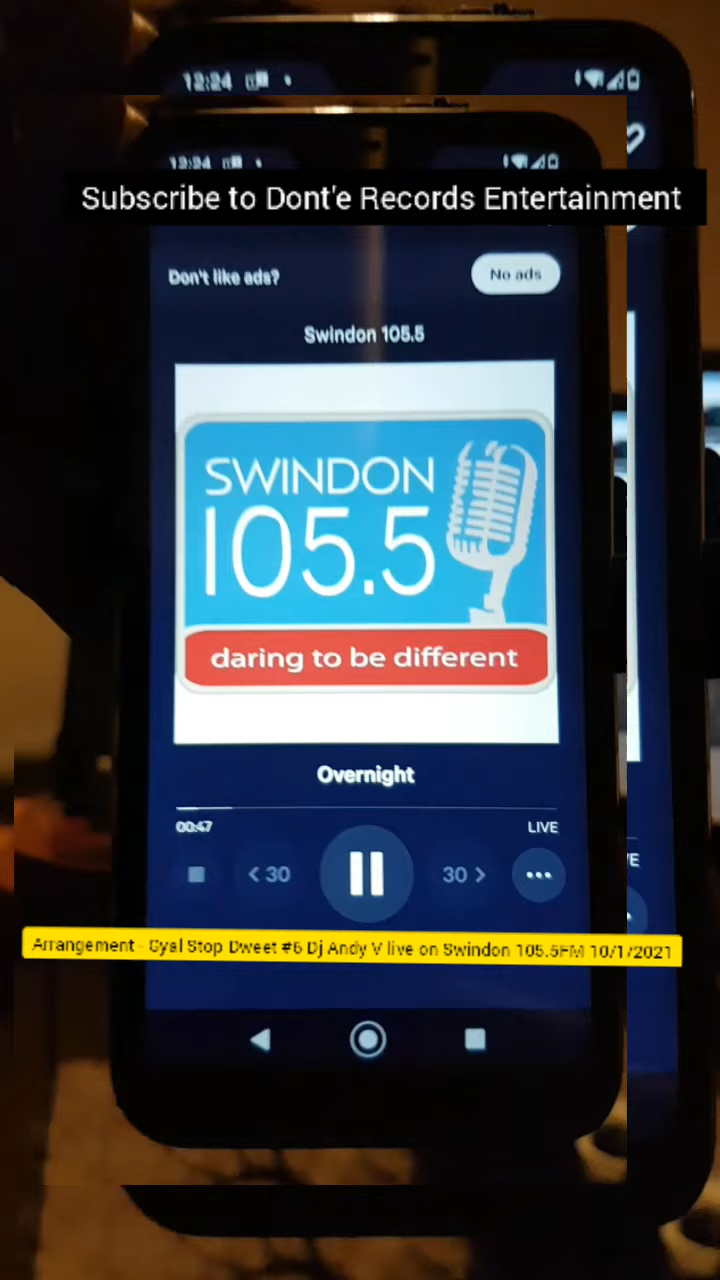 12:24
12:24
Subscribe to Dont'e Records Entertainment
Don't like ads?
No ads
Swindon 105.5
SWINDON
105.5
daring to be different
Overnight
00:47
LIVE
< 30
30 >
VE
Arrangement - Gyal Stop Dweet #6 Dj Andy V live on Swindon 105.5FM 10/1/2021